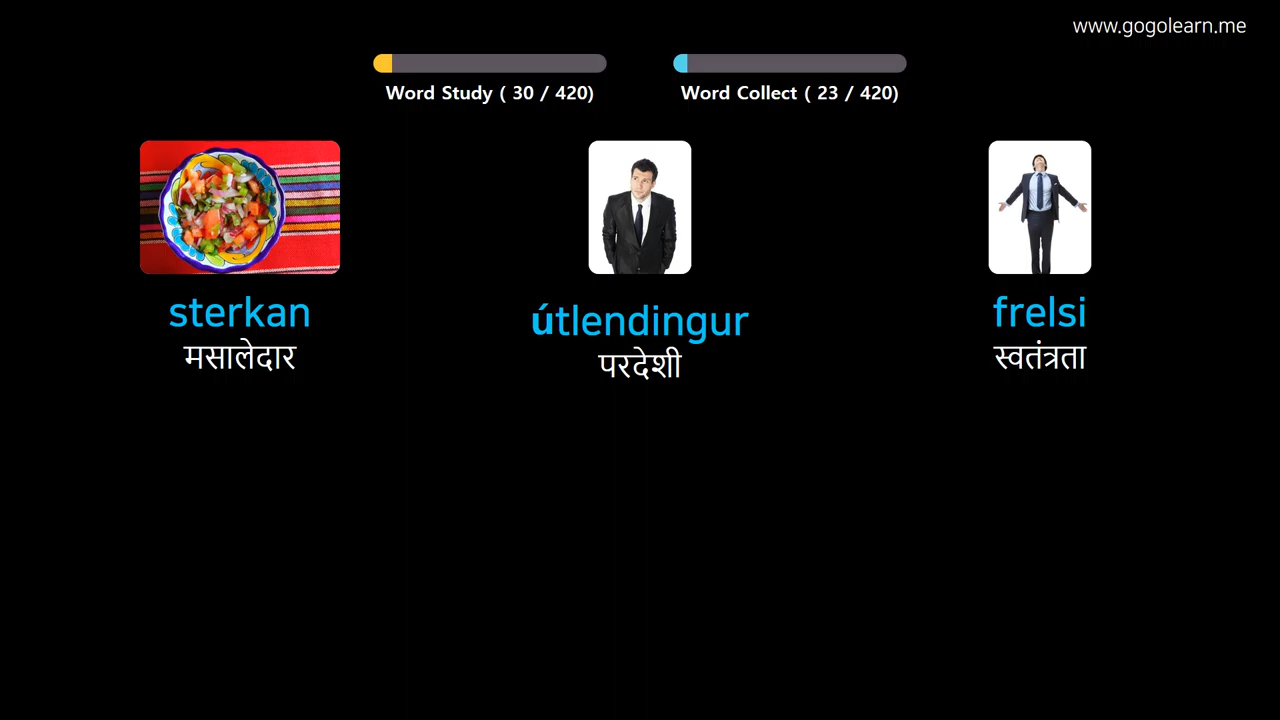 www.gogolearn.me
Word Study ( 30 / 420)
Word Collect ( 23 / 420)
sterkan
मसालेदार
útlendingur
परदेशी
frelsi
स्वतंत्रता